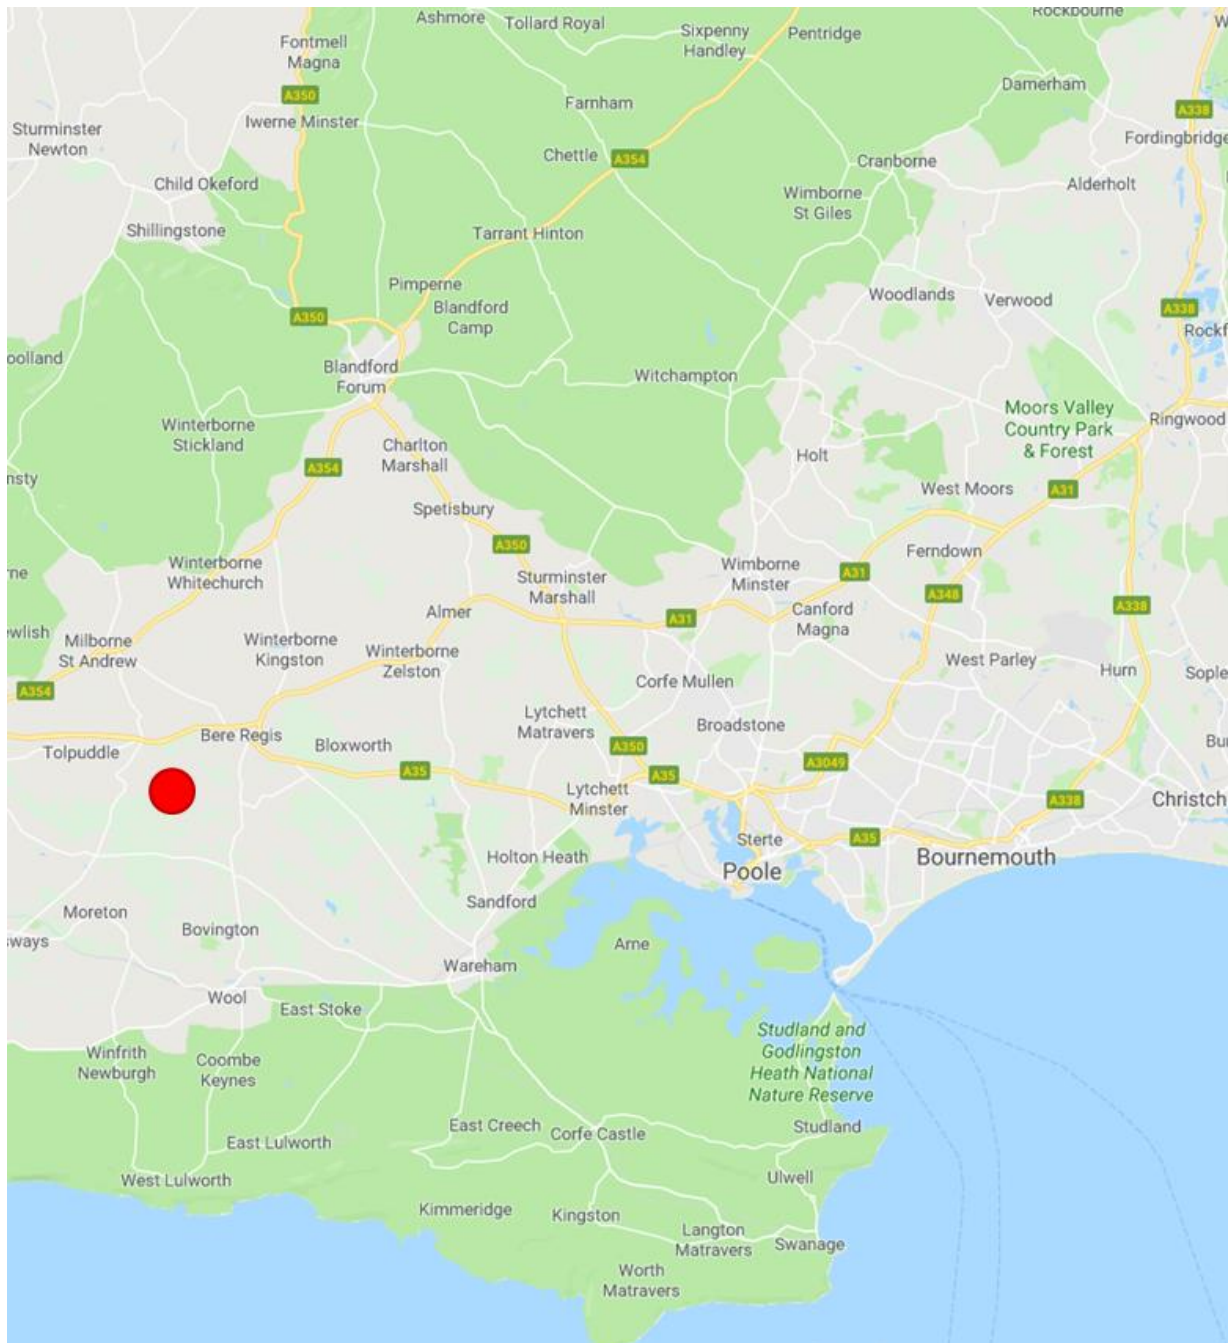 Ashmore
Tollard Royal
Rockbourne
Fontmell
Magna
Sixpenny
Handley
Pentridge
Damerham
A350
Farnham
A338
Iwerne Minster
Sturminster
Newton
Fordingbridge
Chettle
A354
Cranborne
Child Okeford
Alderholt
Wimborne
St Giles
Shillingstone
Tarrant Hinton
Pimperne
Woodlands
Verwood
Blandford
Camp
A350
A338
Rockf
oolland
Blandford
Forum
Witchampton
Moors Valley
Country Park
& Forest
Ringwood
Winterborne
Stickland
Charlton
Marshall
Holt
A354
nsty
West Moors
A31
Spetisbury
A350
Ferndown
Winterborne
Whitechurch
Wimborne
Minster
A31
rne
Sturminster
Marshall
A348
A338
Almer
A31
Canford
Magna
ewlish
Milborne
St Andrew
Winterborne
Kingston
Winterborne
Zelston
West Parley
Hurn
Sople
A354
Corfe Mullen
Lytchett
Matravers
Broadstone
Bere Regis
Tolpuddle
Bloxworth
A350
Bu
A35
A35
A3049
Lytchett
Minster
A338
Christch
Sterte
A35
Holton Heath
Poole
Bournemouth
Sandford
Moreton
Bovington
sways
Arne
Wareham
Wool
East Stoke
Studland and
Godlingston
Heath National
Nature Reserve
Winfrith
Newburgh
Coombe
Keynes
East Creech
Corfe Castle
Studland
East Lulworth
West Lulworth
Ulwell
Kimmeridge
Kingston
Langton
Matravers
Swanage
Worth
Matravers